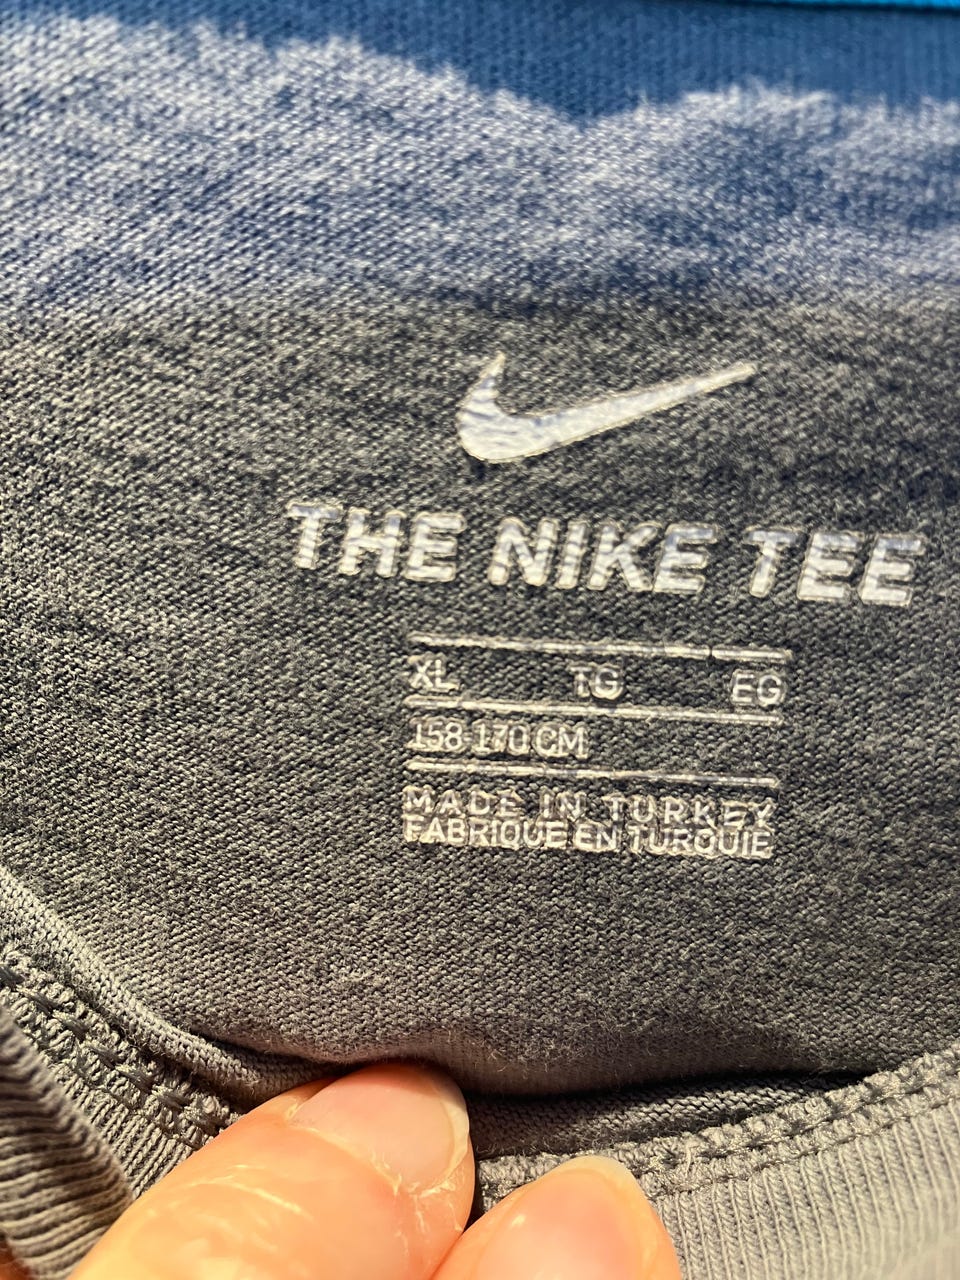 THE NIKE TEE
XL TG EG
158-170 CM
MADE IN TURKEY
FABRIQUE EN TURQUIE